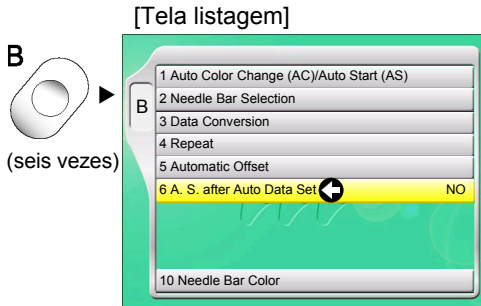 [Tela listagem]
B
(seis vezes)
B
1 Auto Color Change (AC)/Auto Start (AS)
2 Needle Bar Selection
3 Data Conversion
4 Repeat
5 Automatic Offset
6 A. S. after Auto Data Set NO
10 Needle Bar Color